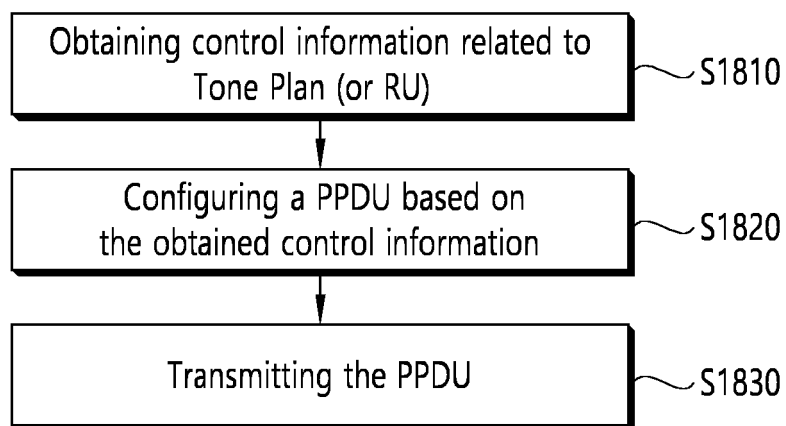 Obtaining control information related to
Tone Plan (or RU)
S1810
Configuring a PPDU based on
the obtained control information
S1820
Transmitting the PPDU
S1830